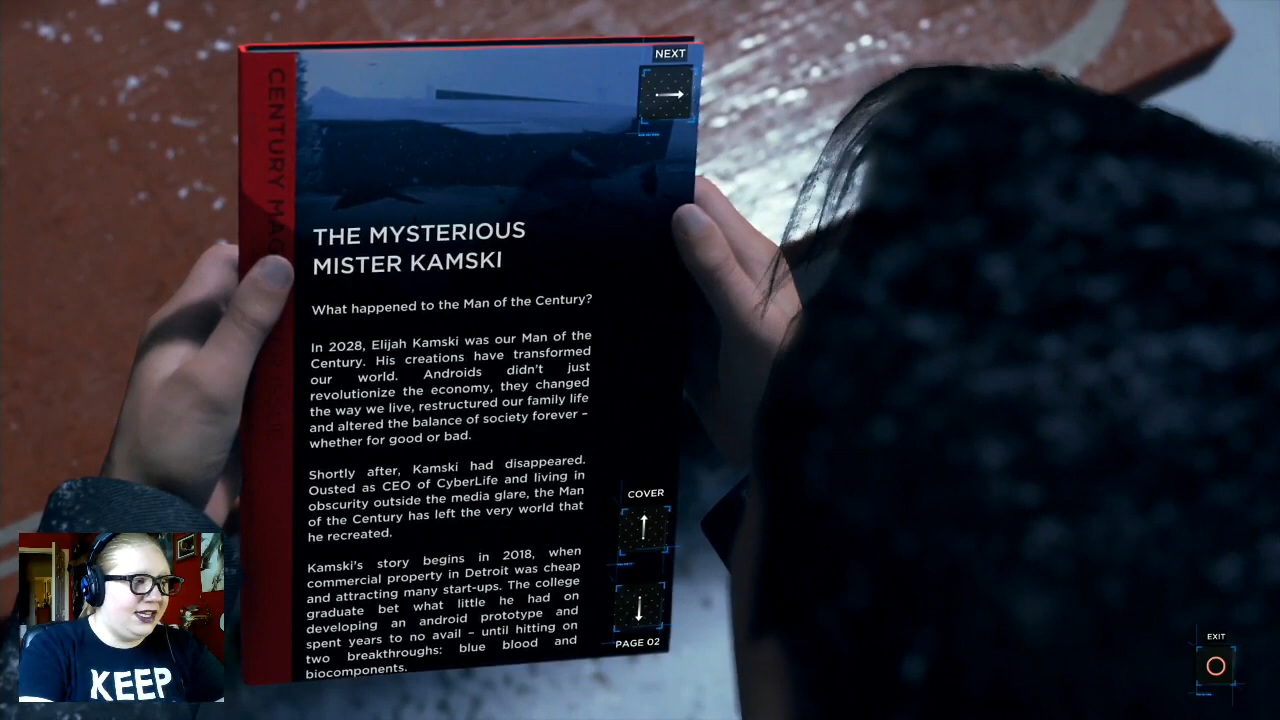 NEXT
CENTURY MAG
THE MYSTERIOUS
MISTER KAMSKI
What happened to the Man of the Century?
In 2028, Elijah Kamski was our Man of the
Century. His creations have transformed
our world. Androids didn't just
revolutionize the economy, they changed
the way we live, restructured our family life
and altered the balance of society forever –
whether for good or bad.
Shortly after, Kamski had disappeared.
Ousted as CEO of CyberLife and living in
obscurity outside the media glare, the Man
of the Century has left the very world that
he recreated.
Kamski's story begins in 2018, when
commercial property in Detroit was cheap
and attracting many start-ups. The college
graduate bet what little he had on
developing an android prototype and
spent years to no avail – until hitting on
two breakthroughs: blue blood and
biocomponents.
COVER
PAGE 02
EXIT
KEEP